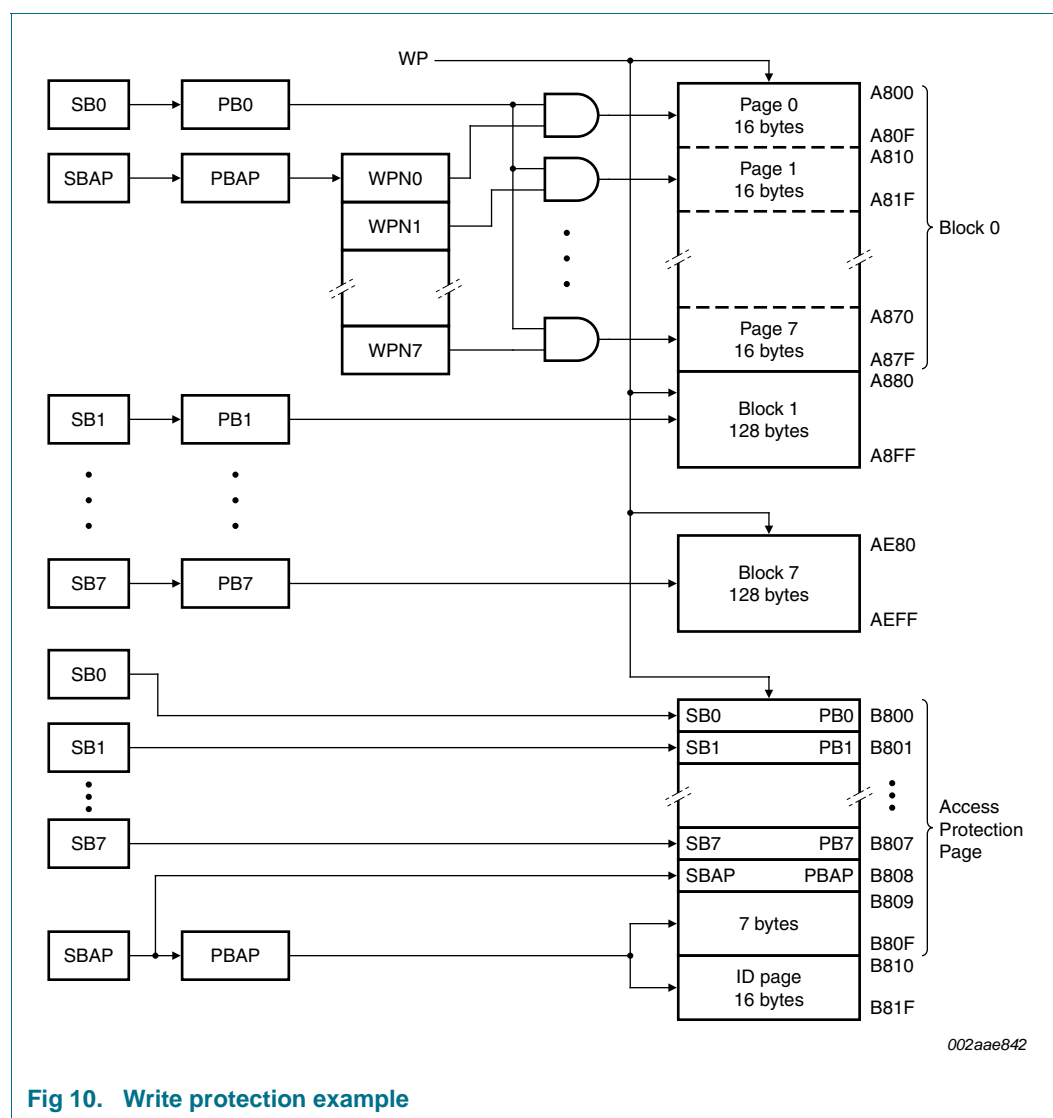 WP
SB0
PB0
SBAP
PBAP
WPN0
WPN1
WPN7
Page 0
16 bytes
Page 1
16 bytes
Page 7
16 bytes
A800
A80F
A810
A81F
A870
A87F
Block 0
SB1
PB1
Block 1
128 bytes
A880
A8FF
SB7
PB7
Block 7
128 bytes
AE80
AEFF
SB0
SB1
SB7
SBAP
PBAP
SB0 PB0 B800
SB1 PB1 B801
SB7 PB7 B807
SBAP PBAP B808
7 bytes
B809
B80F
ID page
16 bytes
B810
B81F
Access
Protection
Page
002aae842
Fig 10. Write protection example